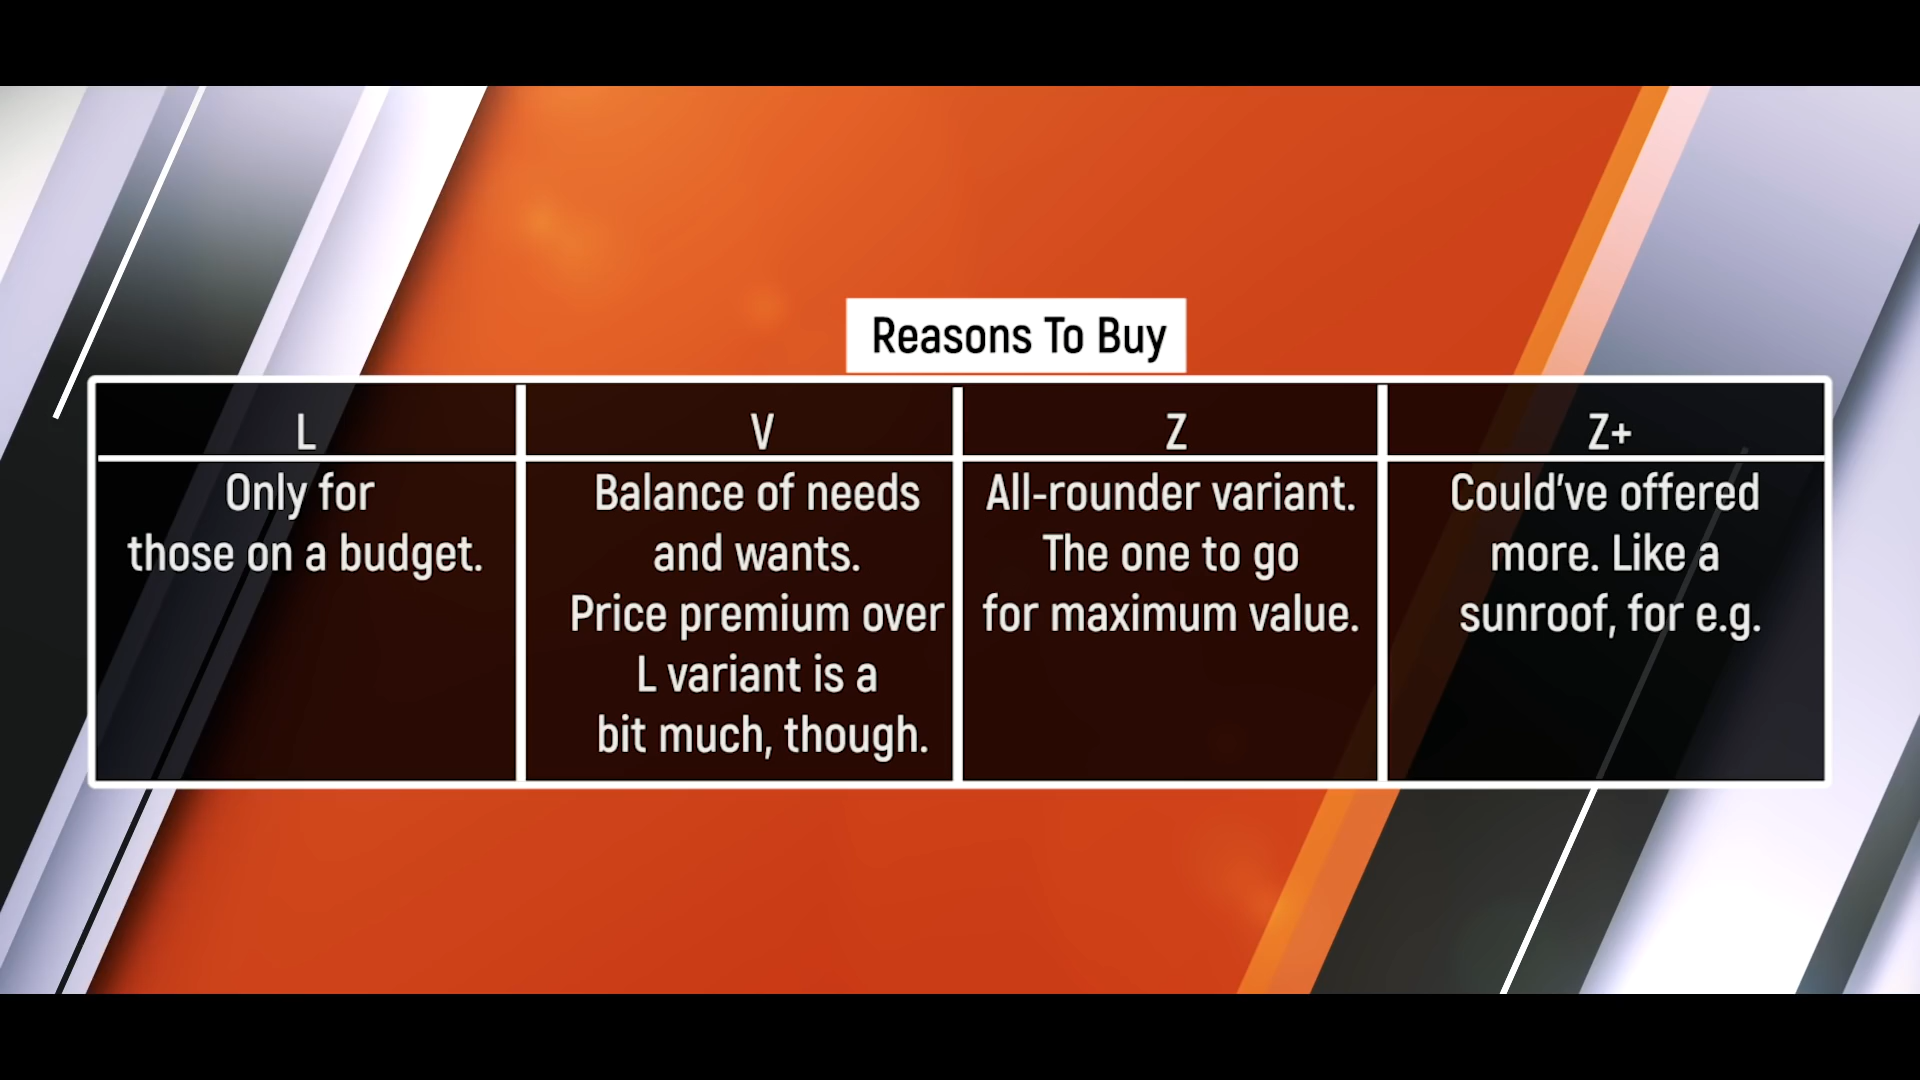 Reasons To Buy
L
Only for
those on a budget.
V
Balance of needs
and wants.
Price premium over
L variant is a
bit much, though.
Z
All-rounder variant.
The one to go
for maximum value.
Z+
Could've offered
more. Like a
sunroof, for e.g.